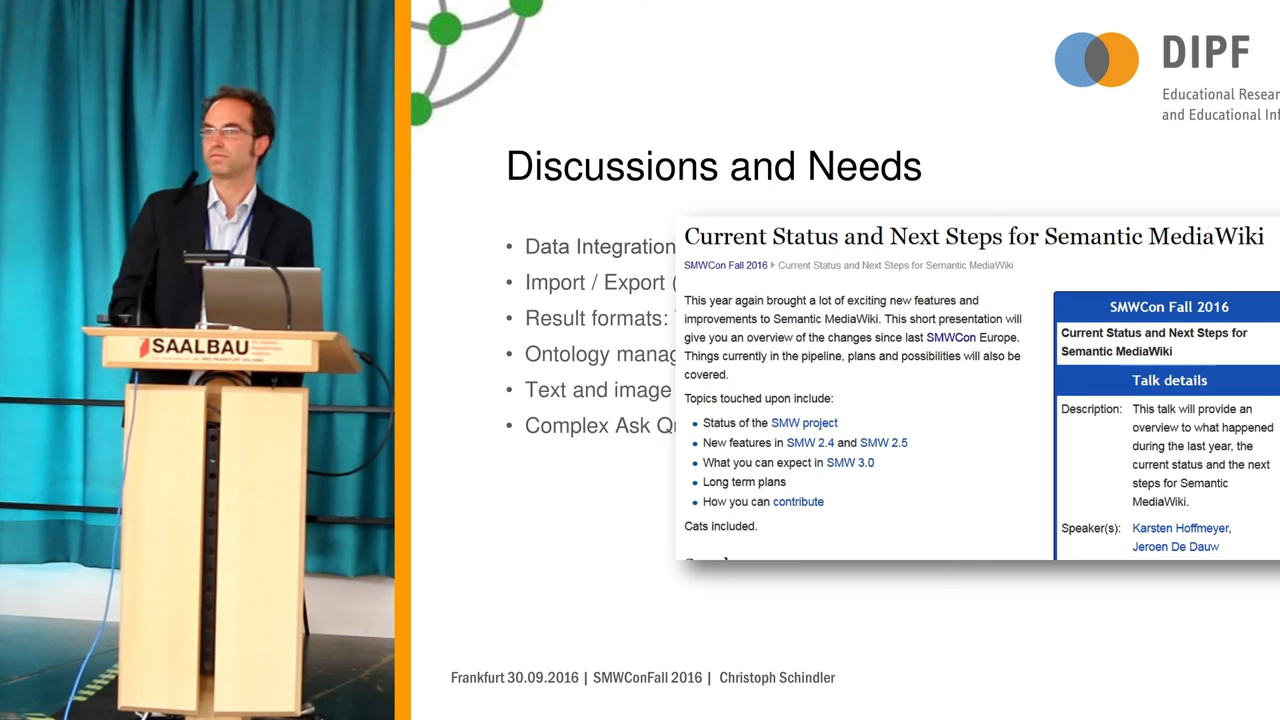 SAALBAU
DIPF
Educational
and Educational
Discussions and Needs
• Data Integration
• Import / Export (
• Result formats:
• Ontology
• Text and image
• Complex Ask
Current Status and Next Steps for Semantic MediaWiki
SMWCon Fall 2016 Current Status and Next Steps for Semantic MediaWiki
This year again brought a lot of exciting new features and
improvements to Semantic MediaWiki. This short presentation will
give you an overview of the changes since last SMWCon Europe.
Things currently in the pipeline, plans and possibilities will also be
covered.
Topics touched upon include:
• Status of the SMW project
• New features in SMW 2.4 and SMW 2.5
• What you can expect in SMW 3.0
• Long term plans
• How you can contribute
Cats included.
SMWCon Fall 2016
Current Status and Next Steps for
Semantic MediaWiki
Talk details
Description: This talk will provide an
overview to what happened
during the last year, the
current status and the next
steps for Semantic
MediaWiki.
Speaker(s): Karsten Hoffmeyer,
Jeroen De Dauw
Frankfurt 30.09.2016 | SMWConFall 2016 | Christoph Schindler